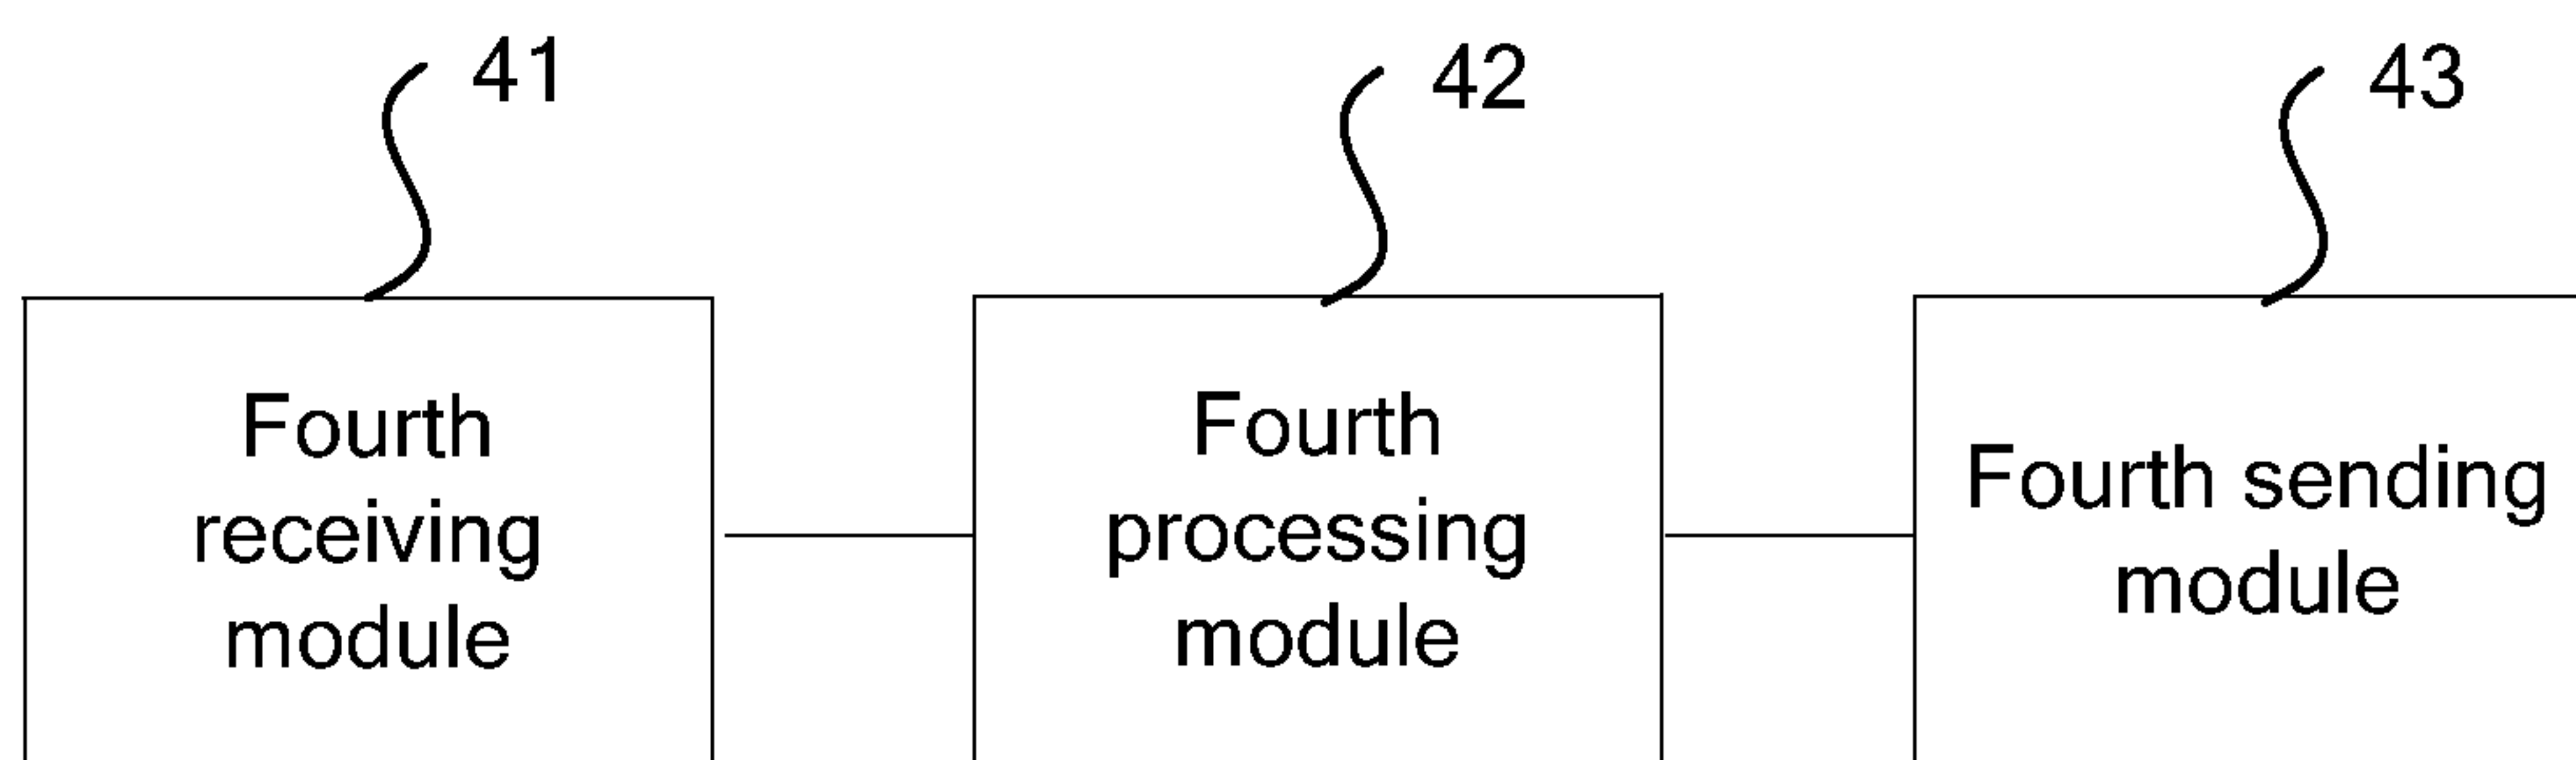 41
42
43
Fourth
receiving
module
Fourth
processing
module
Fourth sending
module